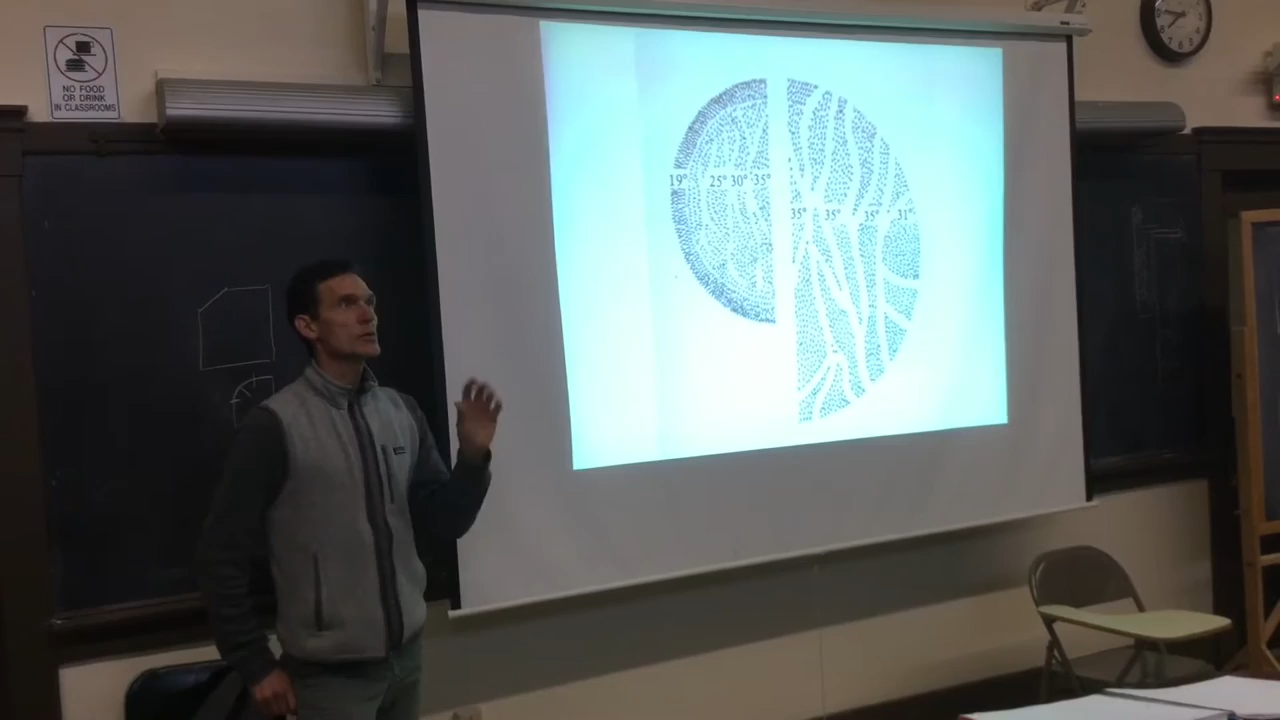 NO FOOD
OR DRINK
IN CLASSROOMS
19° 25° 30° 35°
35° 35° 35° 31°